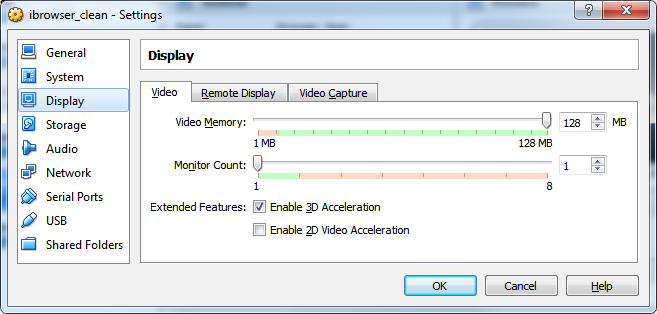 ibrowser_clean - Settings
General
System
Display
Storage
Audio
Network
Serial Ports
USB
Shared Folders
Display
Video Remote Display Video Capture
Video Memory: 128 MB
1 MB 128 MB
Monitor Count: 1
1 8
Extended Features: Enable 3D Acceleration
Enable 2D Video Acceleration
OK Cancel Help